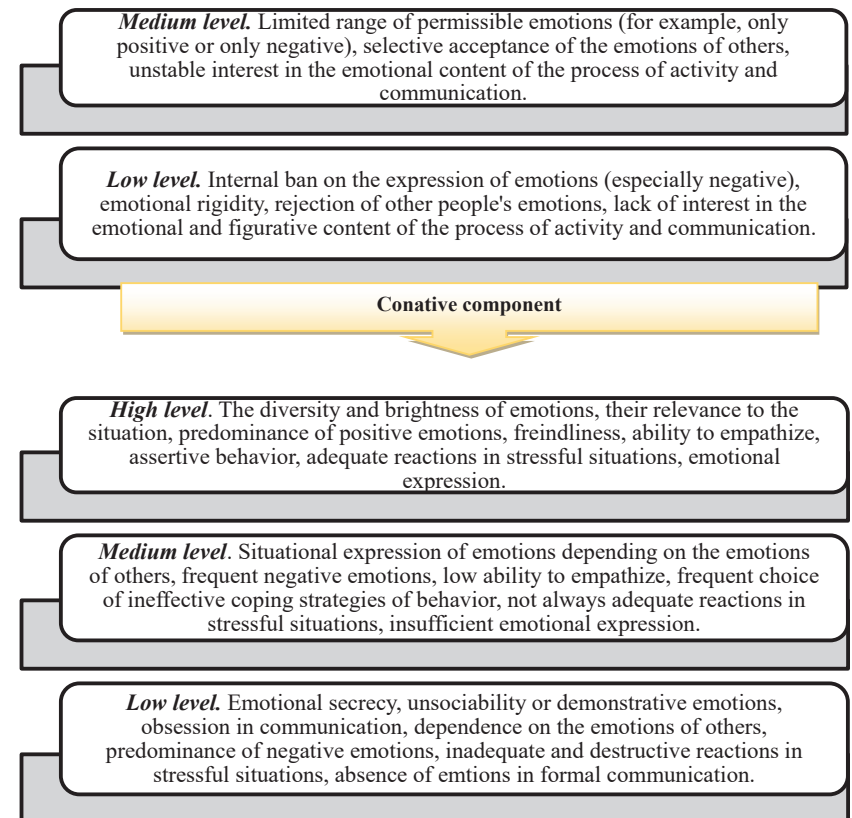 Medium level. Limited range of permissible emotions (for example, only
positive or only negative), selective acceptance of the emotions of others,
unstable interest in the emotional content of the process of activity and
communication.
Low level. Internal ban on the expression of emotions (especially negative),
emotional rigidity, rejection of other people's emotions, lack of interest in the
emotional and figurative content of the process of activity and communication.
Conative component
High level. The diversity and brightness of emotions, their relevance to the
situation, predominance of positive emotions, freindliness, ability to empathize,
assertive behavior, adequate reactions in stressful situations, emotional
expression.
Medium level. Situational expression of emotions depending on the emotions
of others, frequent negative emotions, low ability to empathize, frequent choice
of ineffective coping strategies of behavior, not always adequate reactions in
stressful situations, insufficient emotional expression.
Low level. Emotional secrecy, unsociability or demonstrative emotions,
obsession in communication, dependence on the emotions of others,
predominance of negative emotions, inadequate and destructive reactions in
stressful situations, absence of emtions in formal communication.